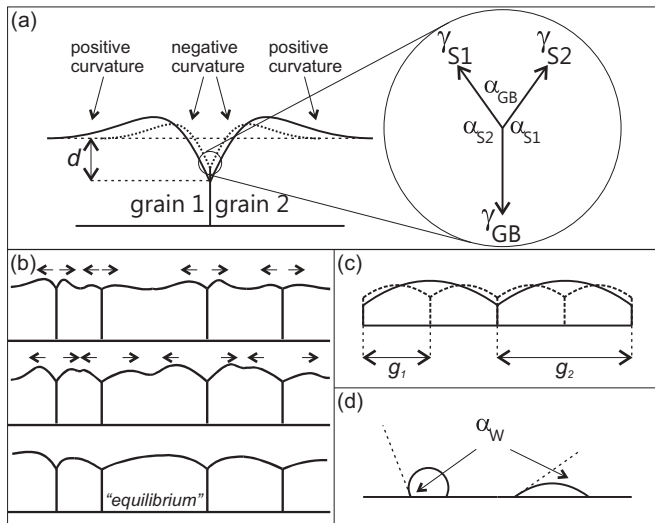 (a)
positive
curvature
negative
curvature
positive
curvature
d
grain 1
grain 2
γS1
γS2
αGB
αS2
αS1
γGB
(b)
"equilibrium"
(c)
g1
g2
(d)
αW